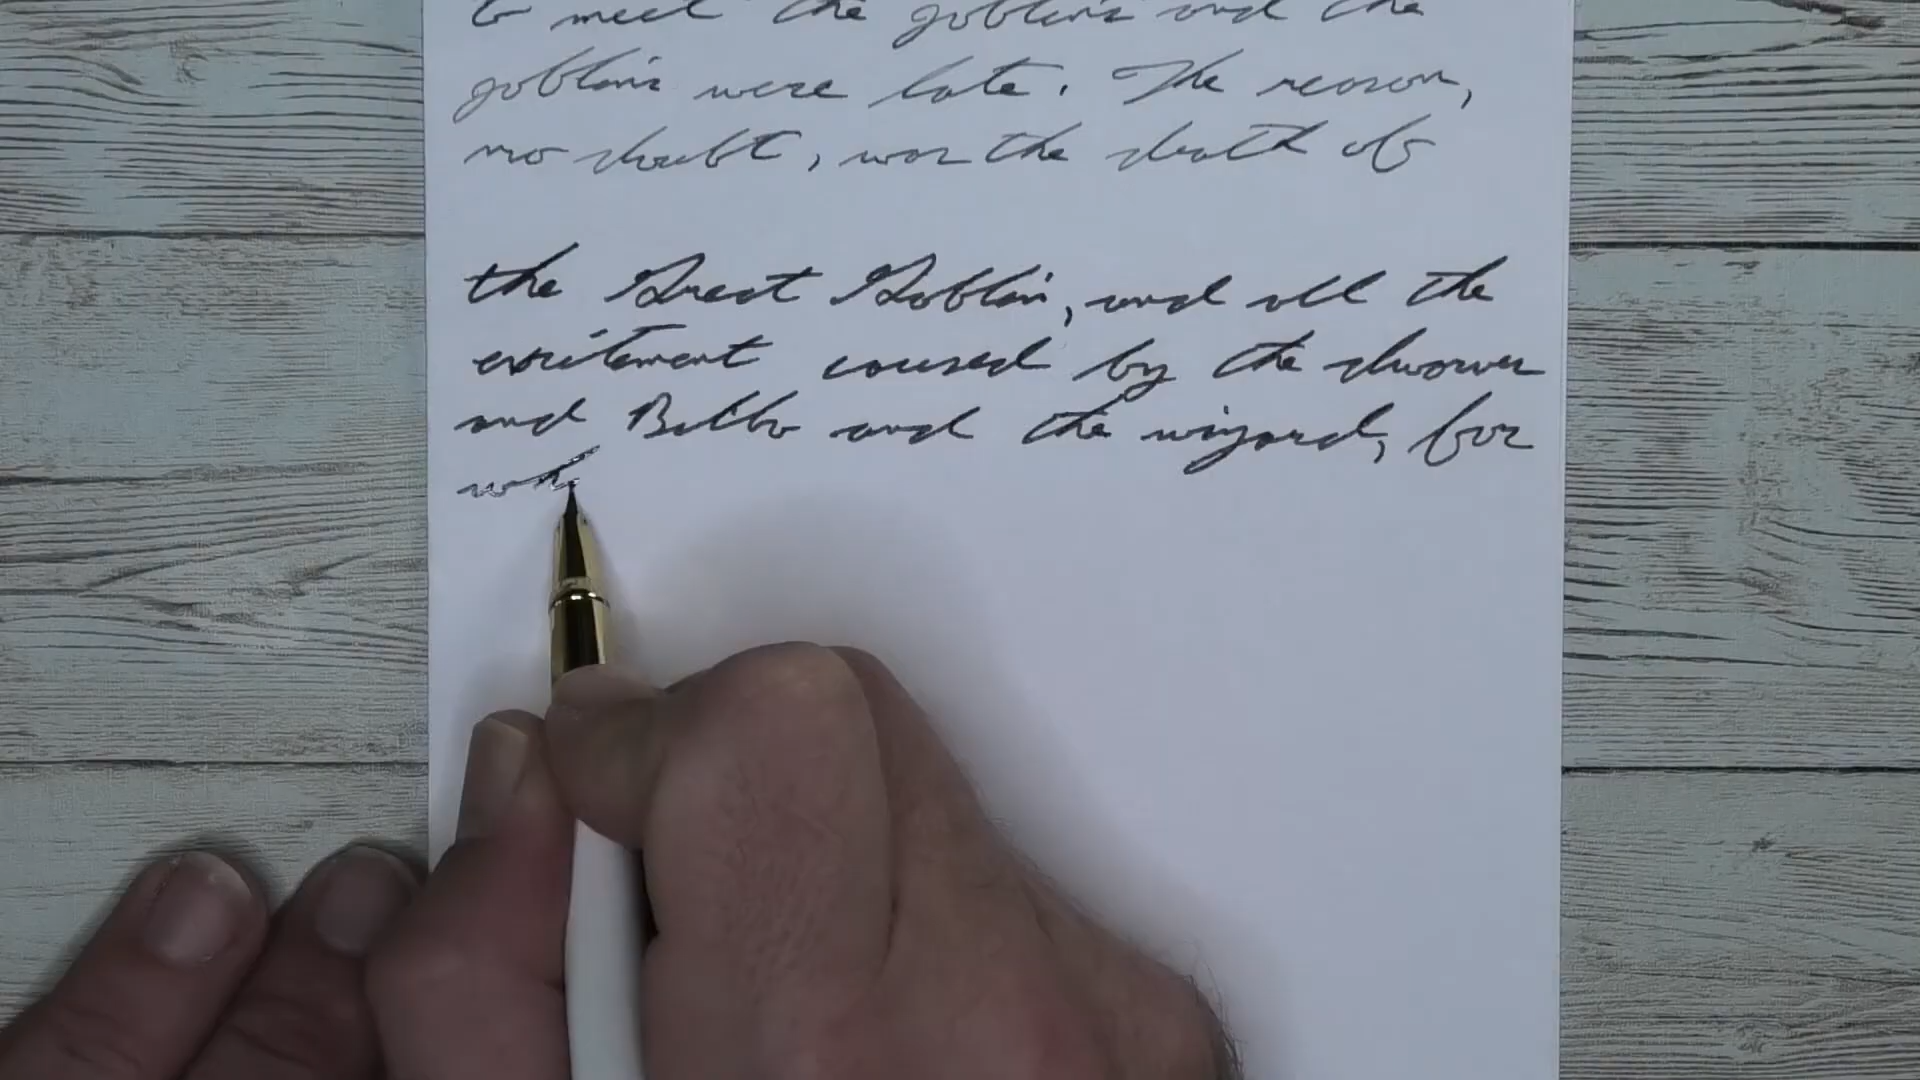 to meet the goblins and the
goblins were late. The reason,
no doubt, was the death of
the Great Goblin, and all the
excitement caused by the dwarves
and Bilbo and the wizard, for
wh